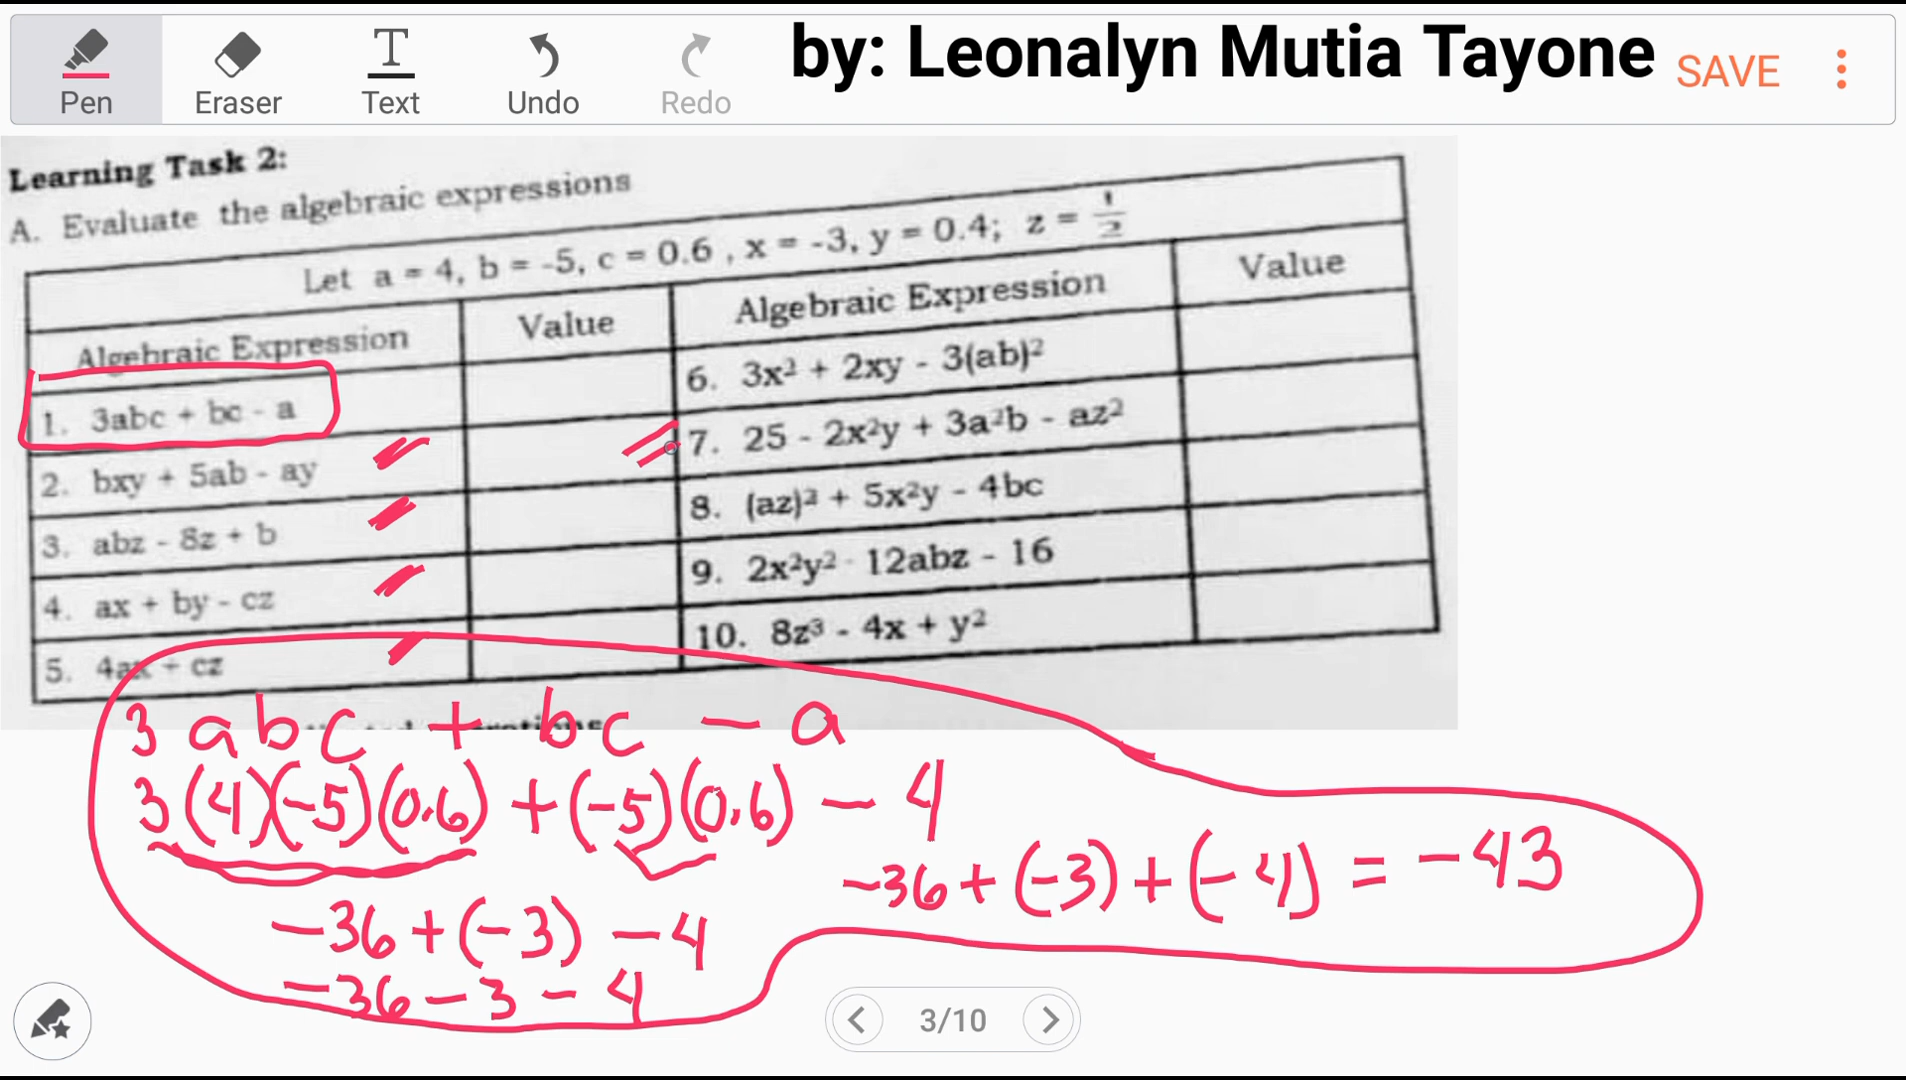 by: Leonalyn Mutia Tayone
SAVE
Pen
Eraser
Text
Undo
Redo
Learning Task 2:
A. Evaluate the algebraic expressions
Let a = 4, b = -5, c = 0.6 , x = -3, y = 0.4; z = 1/2
Algebraic Expression Value Algebraic Expression Value
1. 3abc + bc - a
6. 3x² + 2xy - 3(ab)²
2. bxy + 5ab - ay
7. 25 - 2x²y + 3a²b - az²
3. abz - 8z + b
8. (az)² + 5x²y - 4bc
4. ax + by - cz
9. 2x²y² - 12abz - 16
5. 4ax + cz
10. 8z³ - 4x + y²
3abc + bc - a
3(4)(-5)(0.6) + (-5)(0.6) - 4
-36 + (-3) - 4
-36 - 3 - 4
-36 + (-3) + (-4) = -43
3/10